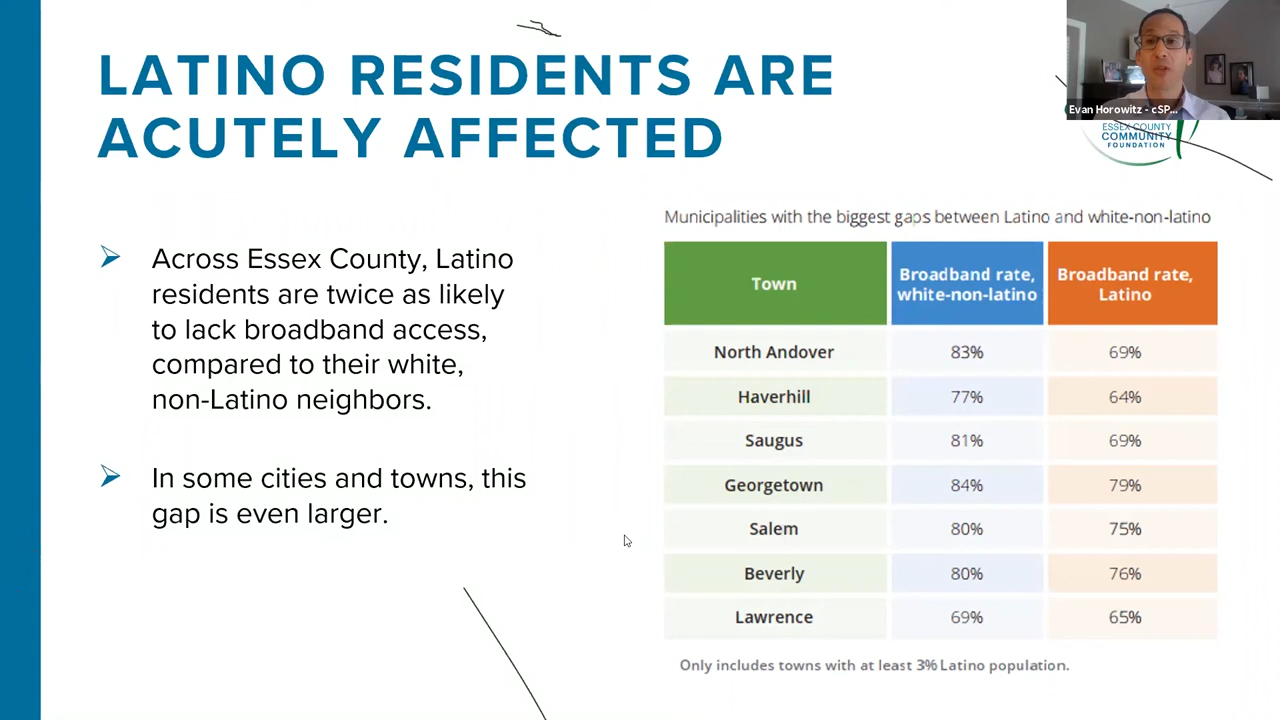 LATINO RESIDENTS ARE
ACUTELY AFFECTED
Evan Horowitz - cSP...
ESSEX COUNTY
COMMUNITY
FOUNDATION
Across Essex County, Latino
residents are twice as likely
to lack broadband access,
compared to their white,
non-Latino neighbors.
In some cities and towns, this
gap is even larger.
Municipalities with the biggest gaps between Latino and white-non-latino
Town
Broadband rate,
white-non-latino
Broadband rate,
Latino
North Andover 83% 69%
Haverhill 77% 64%
Saugus 81% 69%
Georgetown 84% 79%
Salem 80% 75%
Beverly 80% 76%
Lawrence 69% 65%
Only includes towns with at least 3% Latino population.